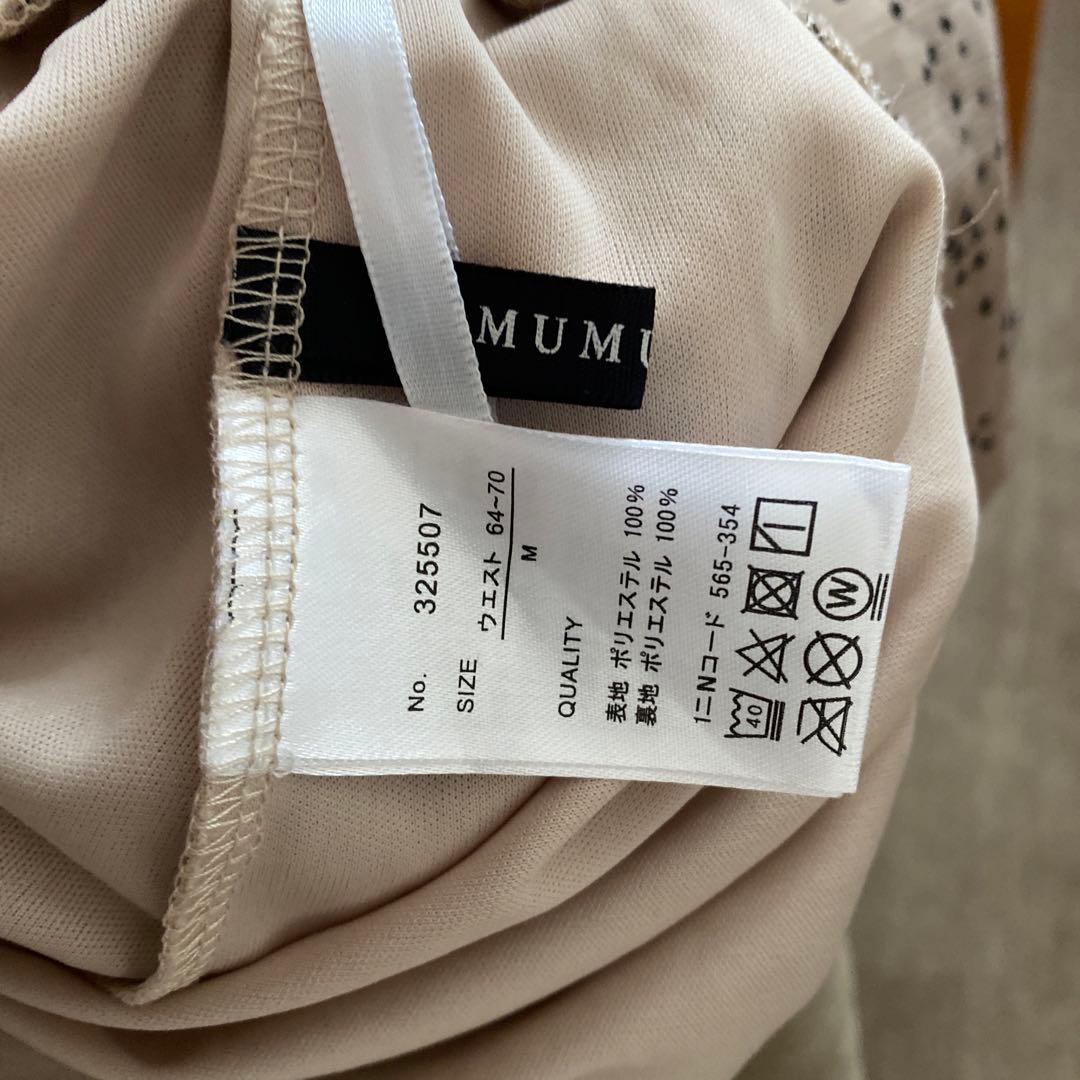 MUMU
No. 325507
SIZE ウエスト 64~70
M
QUALITY
表地 ポリエステル 100%
裏地 ポリエステル 100%
1ニNコード 565-354
40
W